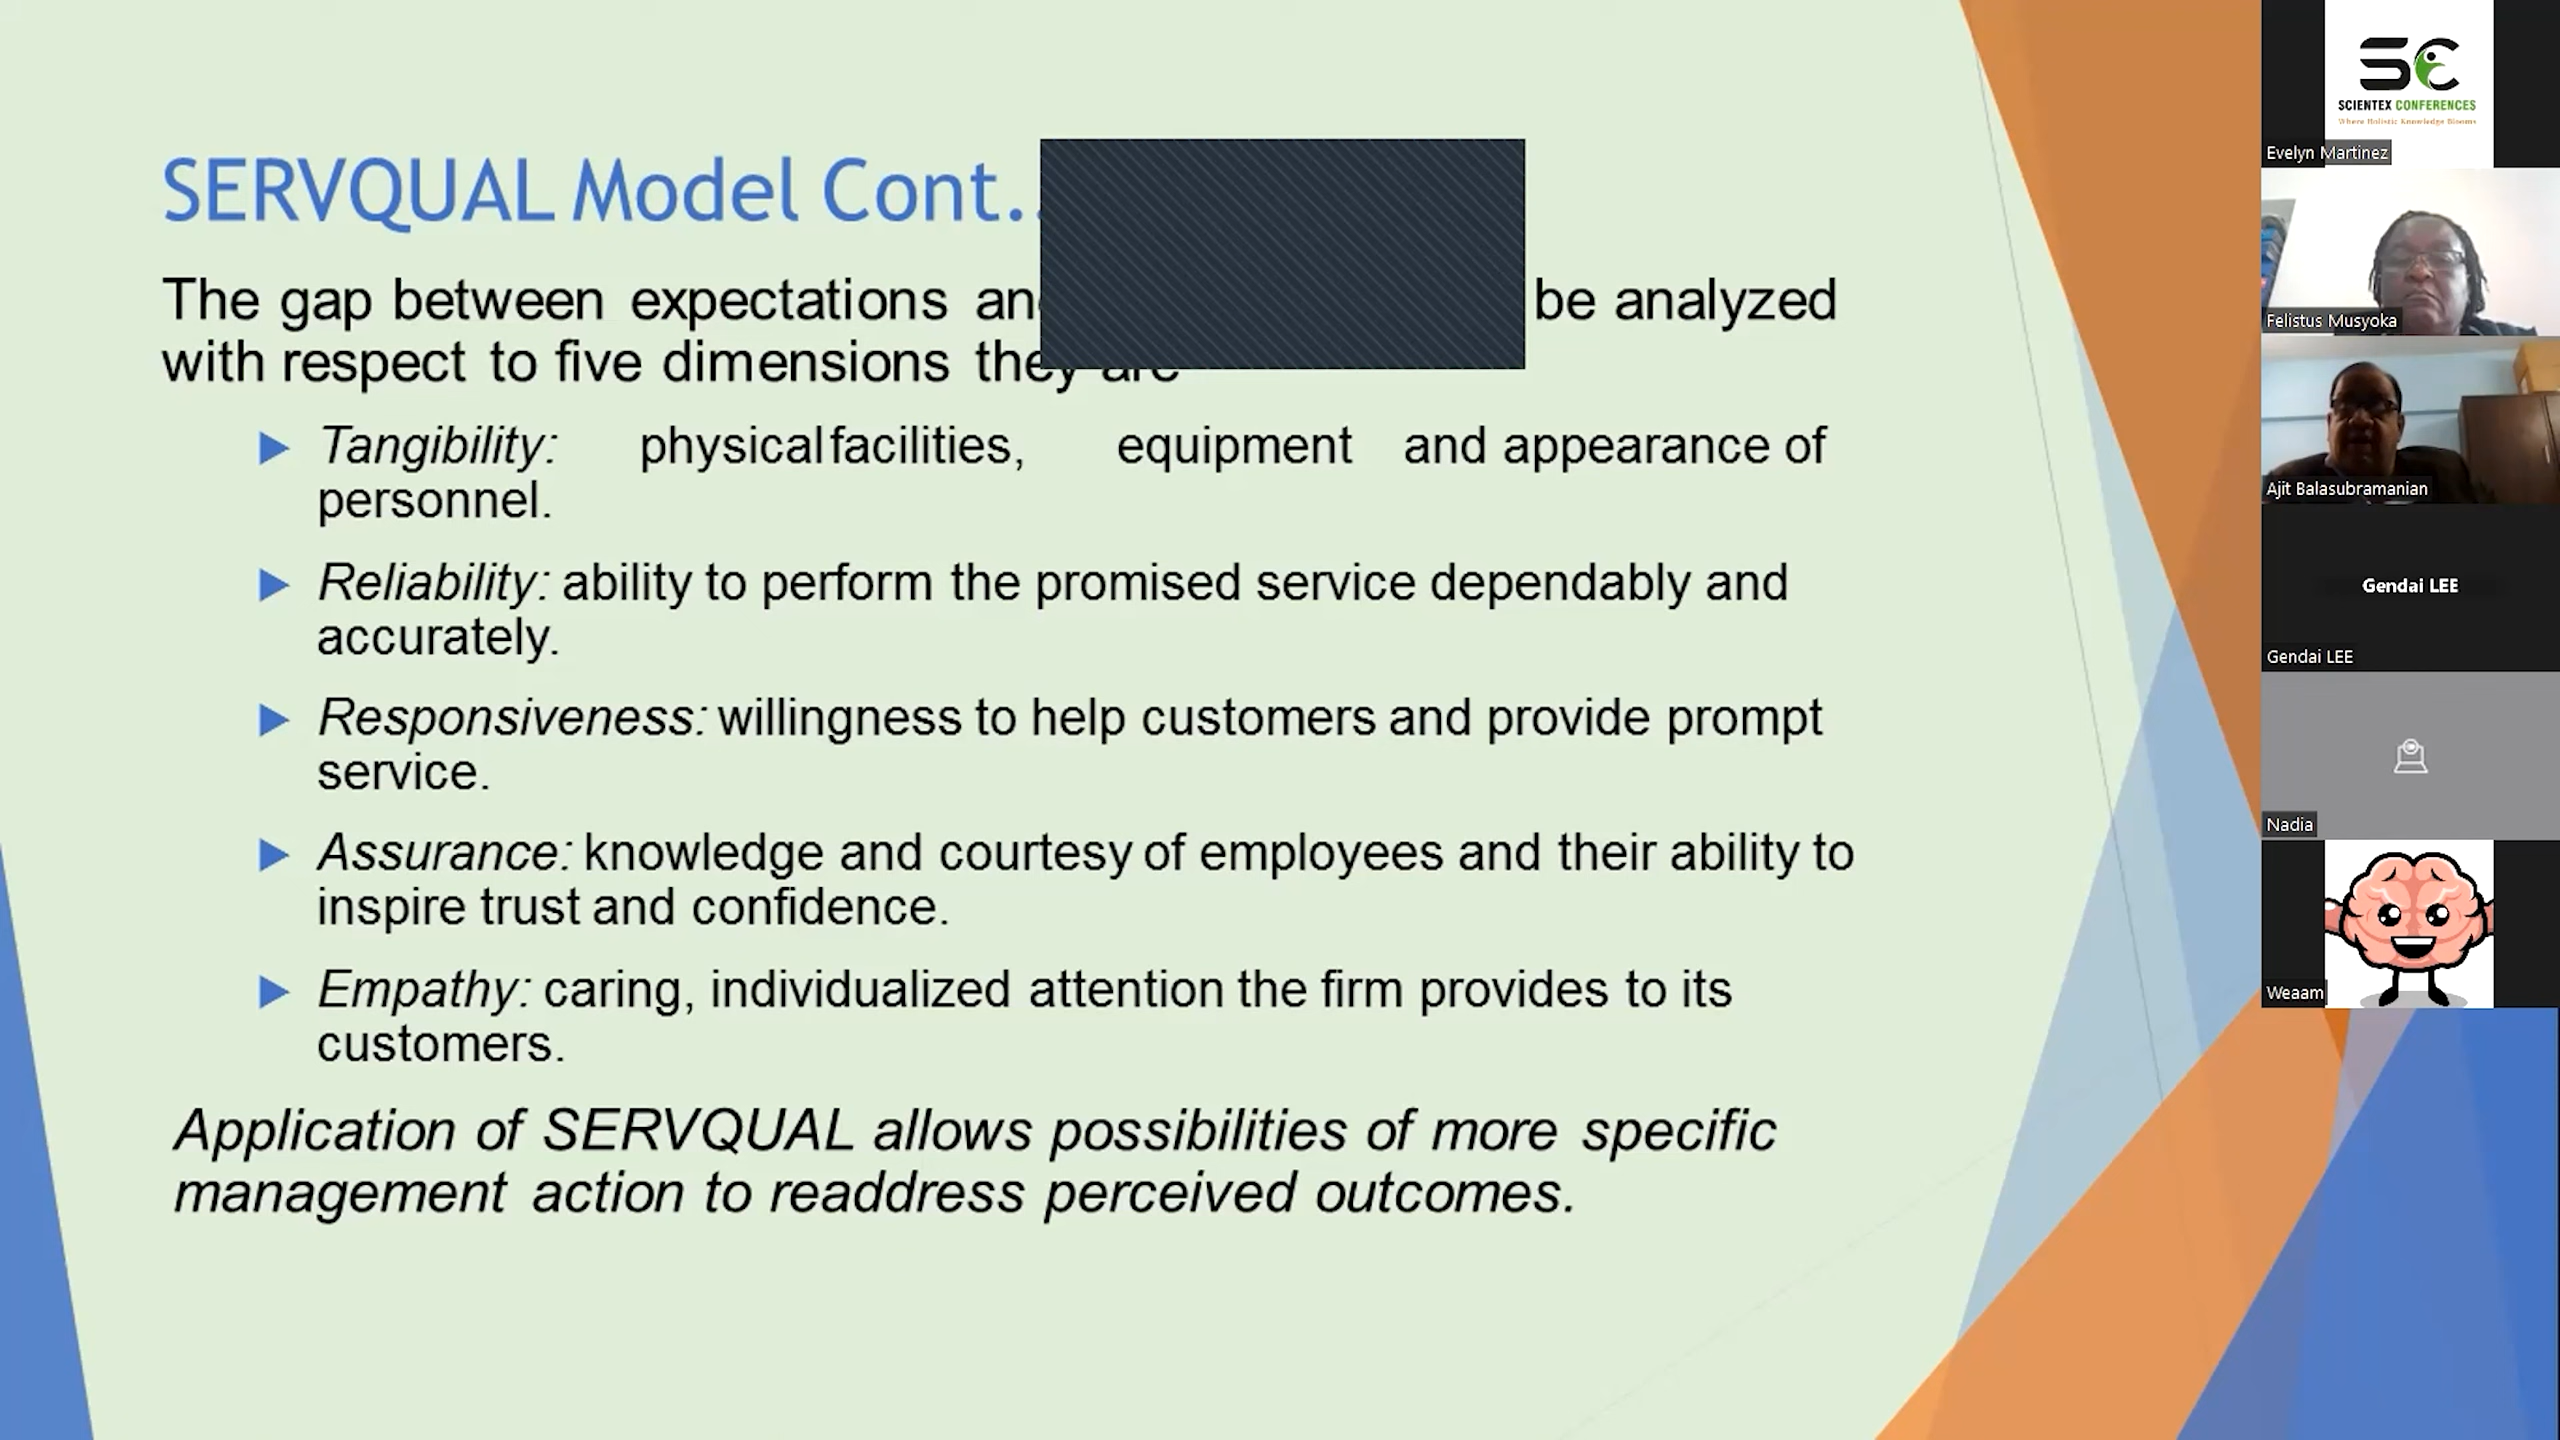 SERVQUAL Model Cont..
The gap between expectations be analyzed
with respect to five dimensions they are
Tangibility: physical facilities, equipment and appearance of
personnel.
Reliability: ability to perform the promised service dependably and
accurately.
Responsiveness: willingness to help customers and provide prompt
service.
Assurance: knowledge and courtesy of employees and their ability to
inspire trust and confidence.
Empathy: caring, individualized attention the firm provides to its
customers.
Application of SERVQUAL allows possibilities of more specific
management action to readdress perceived outcomes.
SC
SCIENTEX CONFERENCES
Where Holistic Knowledge Blooms
Evelyn Martinez
Felistus Musyoka
Ajit Balasubramanian
Gendai LEE
Gendai LEE
Nadia
Weaam